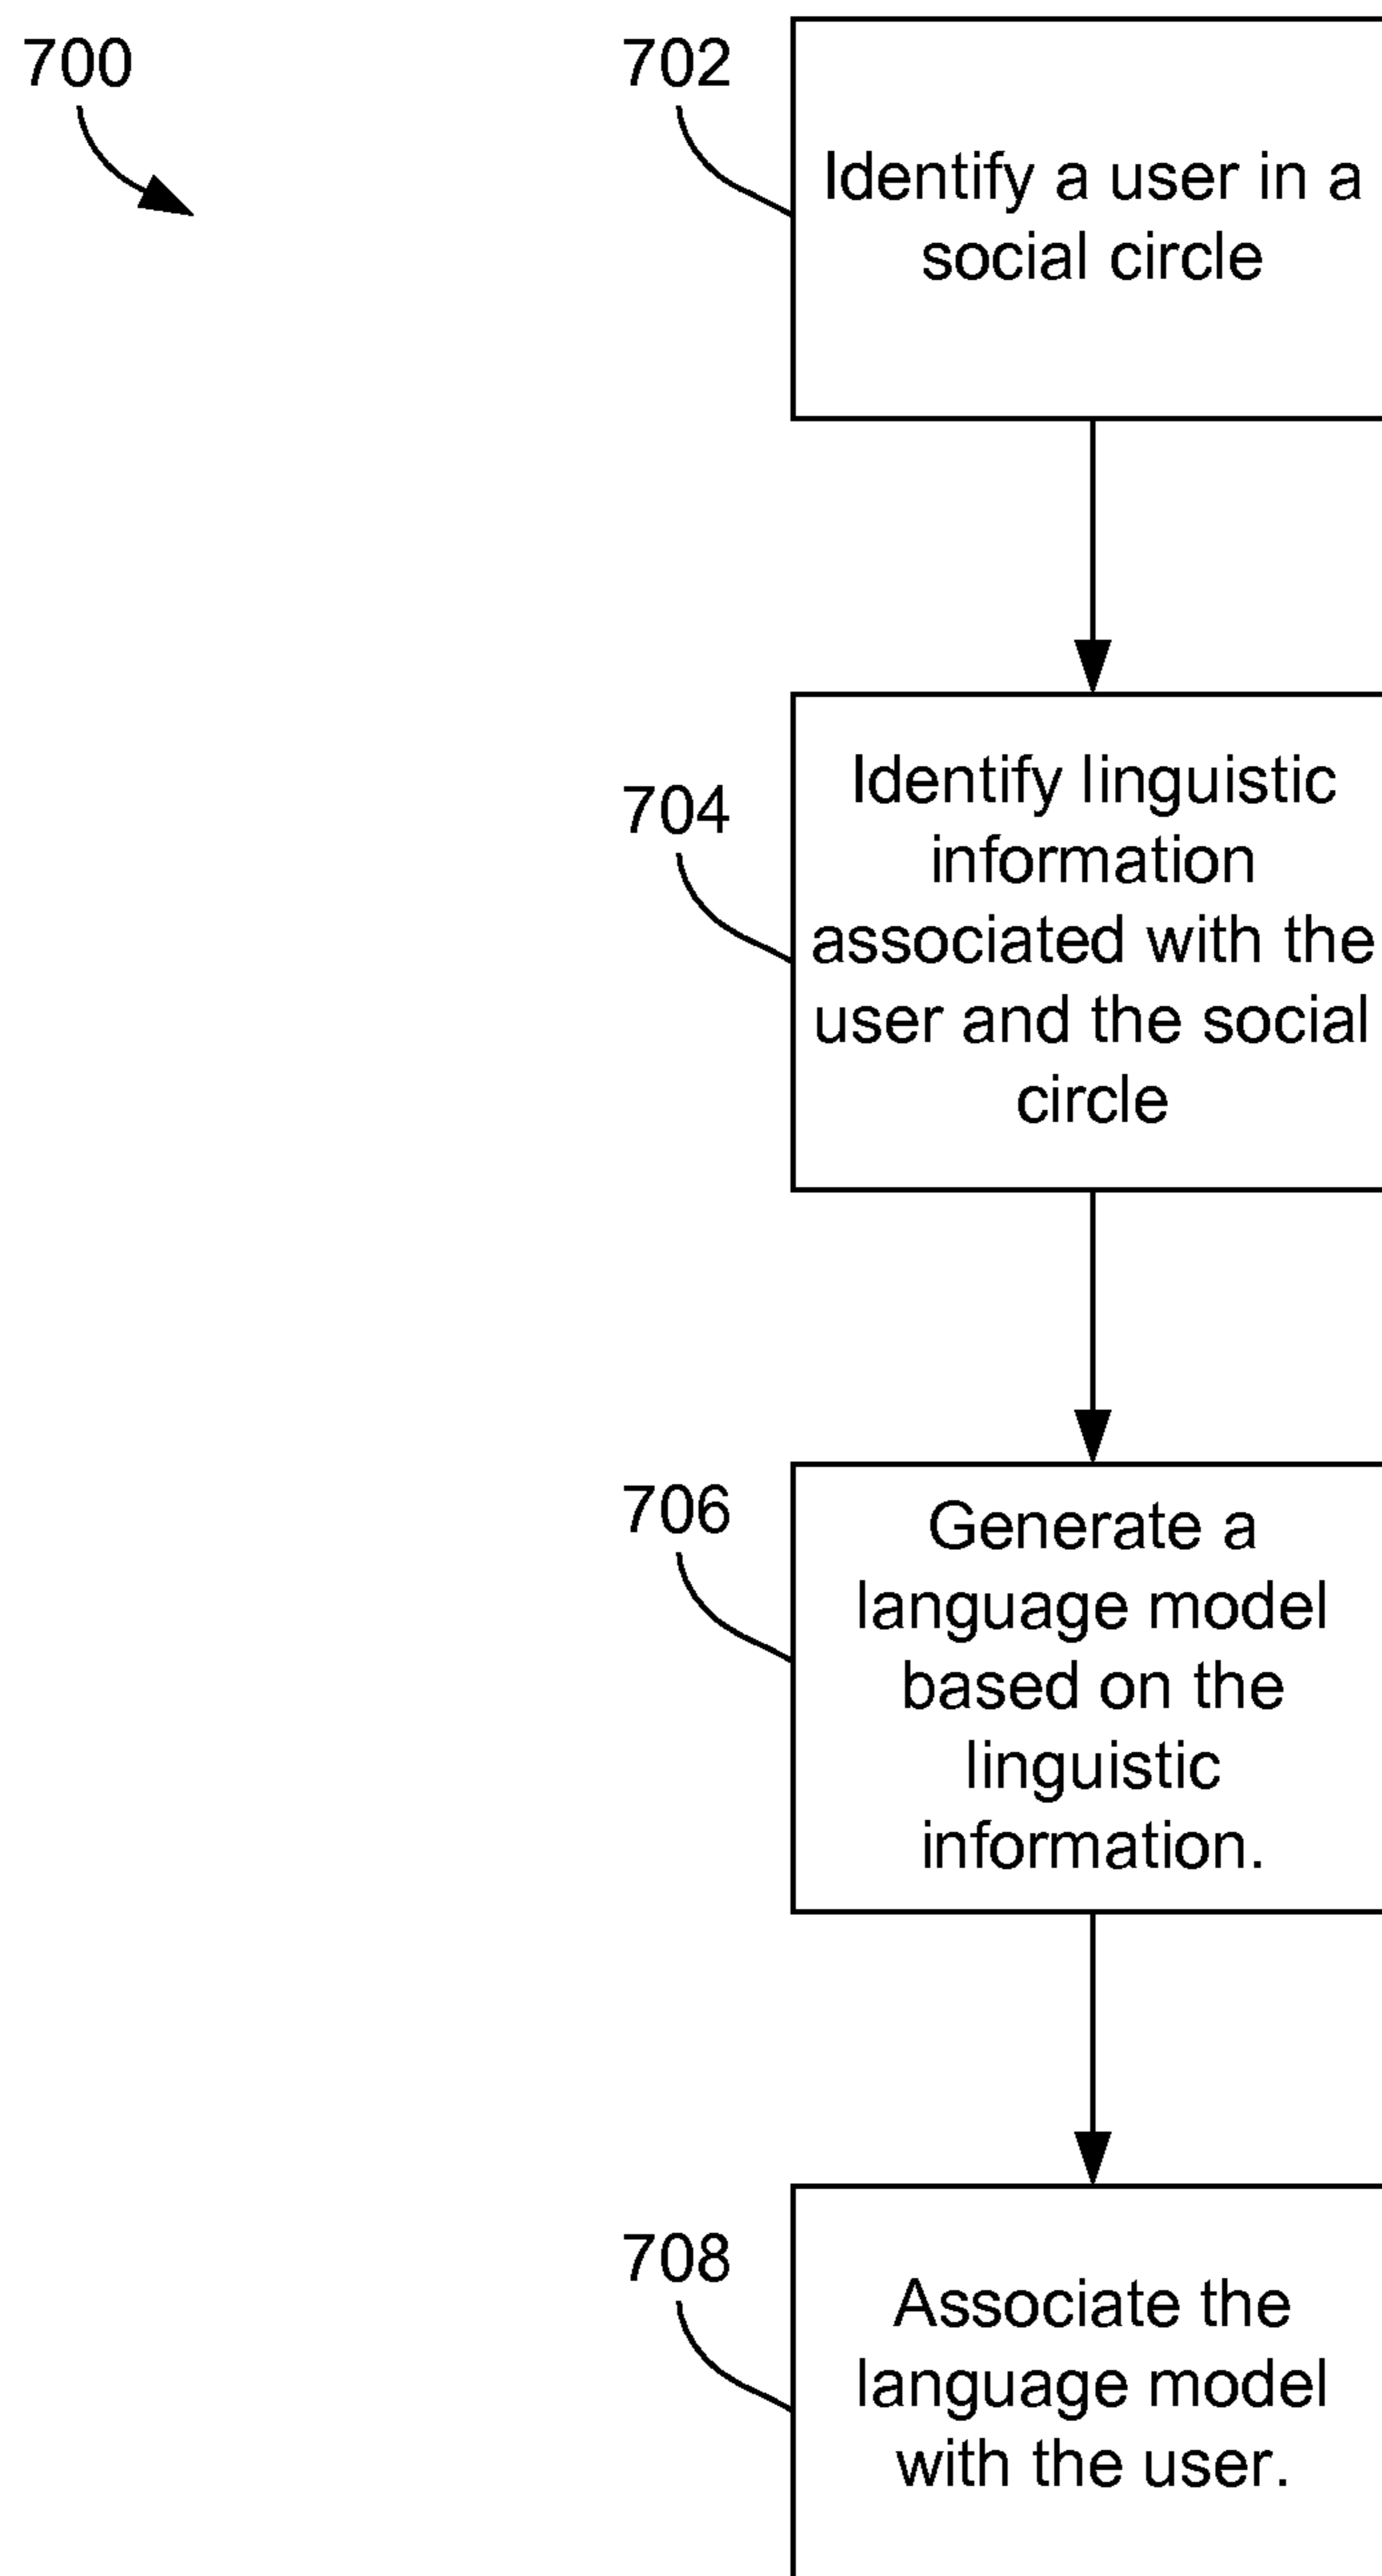 700
702
Identify a user in a
social circle
704
Identify linguistic
information
associated with the
user and the social
circle
706
Generate a
language model
based on the
linguistic
information.
708
Associate the
language model
with the user.